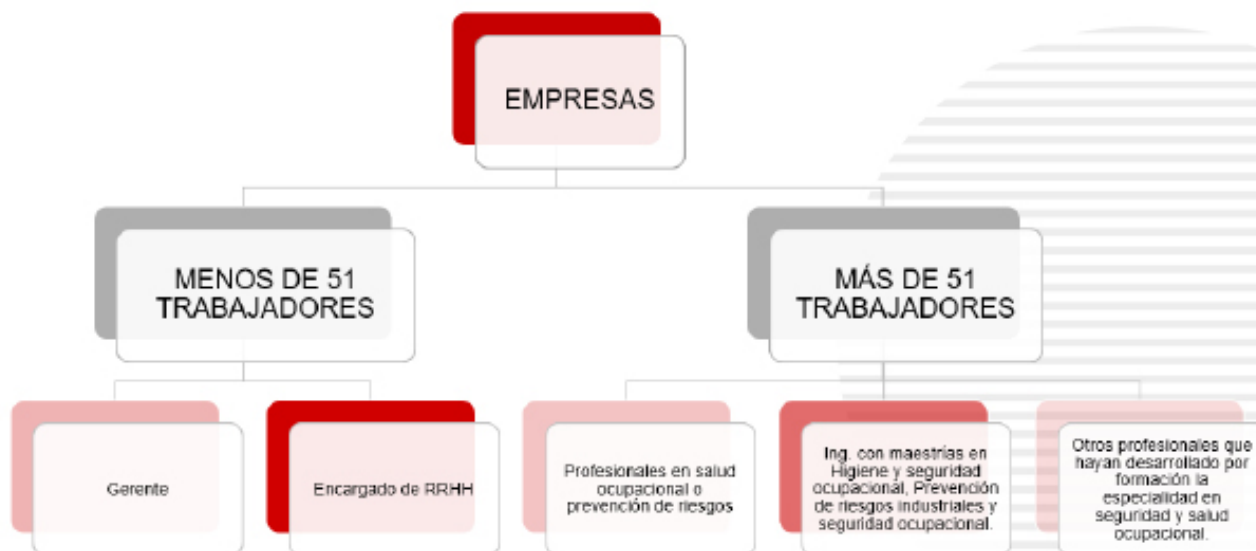 EMPRESAS
MENOS DE 51
TRABAJADORES
MÁS DE 51
TRABAJADORES
Gerente
Encargado de RRHH
Profesionales en salud
ocupacional o
prevención de riesgos
Ing. con maestrías en
Higiene y seguridad
ocupacional, Prevención
de riesgos industriales y
seguridad ocupacional.
Otros profesionales que
hayan desarrollado por
formación la
especialidad en
seguridad y salud
ocupacional.